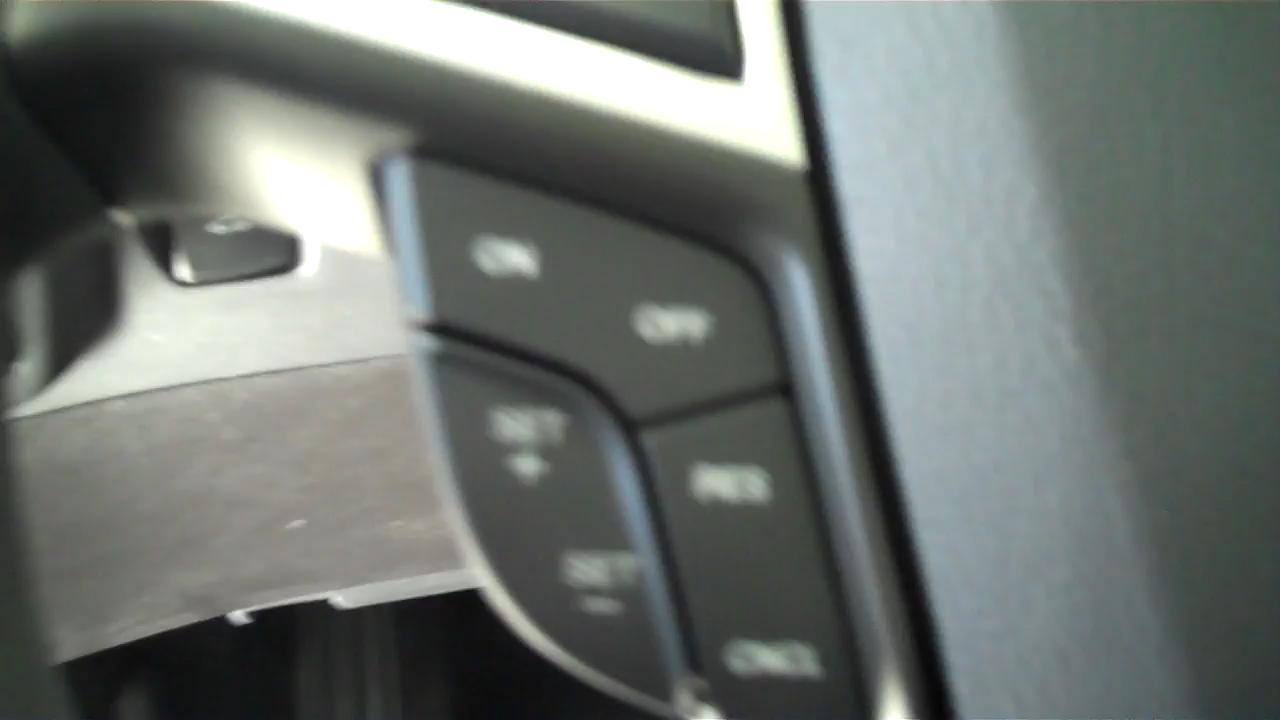 ON
OFF
SET
+
RES
SET
-
CNCL